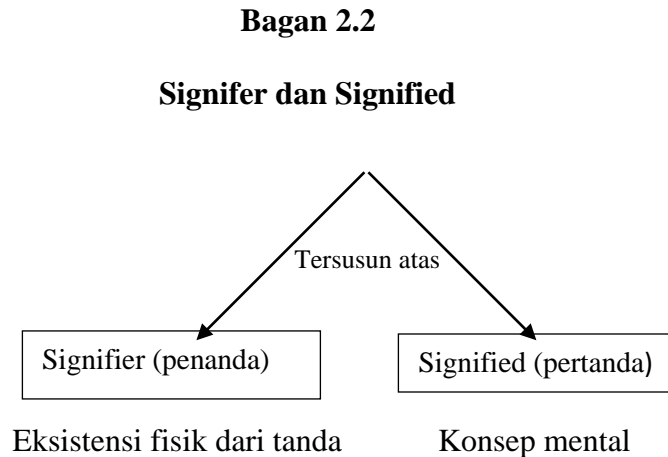 Bagan 2.2
Signifer dan Signified
Tersusun atas
Signifier (penanda)
Signified (pertanda)
Eksistensi fisik dari tanda
Konsep mental